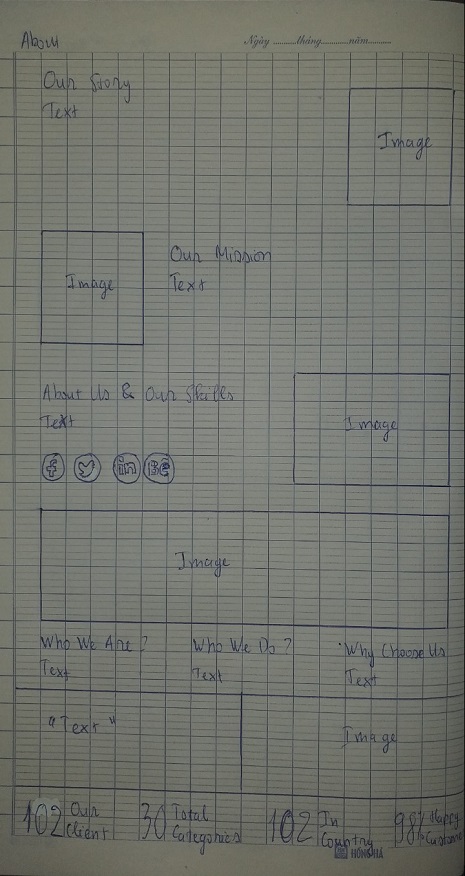 About
Ngày ........tháng........năm........
Our Story
Text
Image
Image
Our Mission
Text
About Us & Our Skills
Text
Image
f in Bē
Image
Who We Are?
Text
Who We Do?
Text
Why Choose Us
Text
"Text"
Image
102 Our
Client
30 Total
Categories
102 In
Country
98% Happy
Customer
HỒNG HÀ